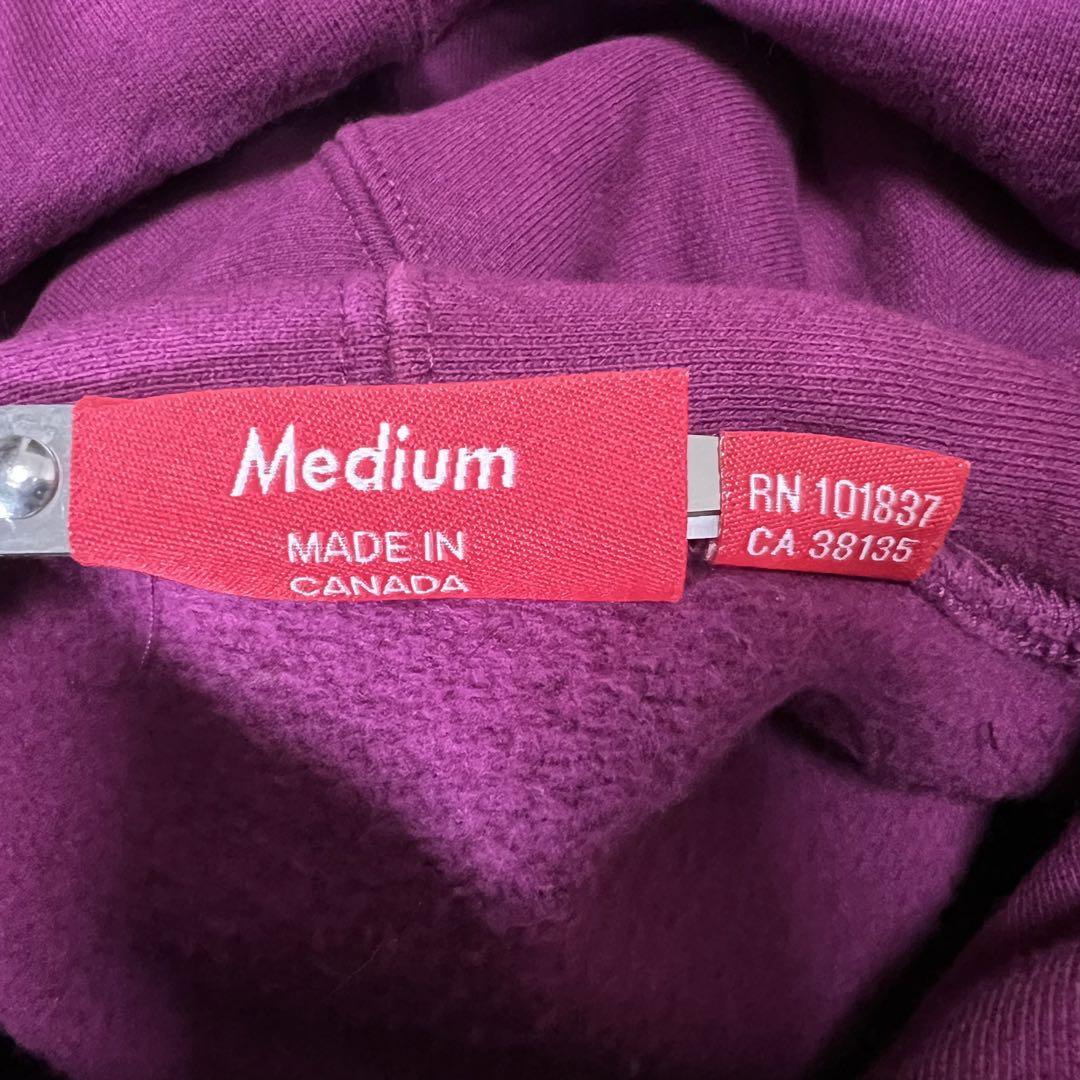 Medium
MADE IN
CANADA
RN 101837
CA 38135